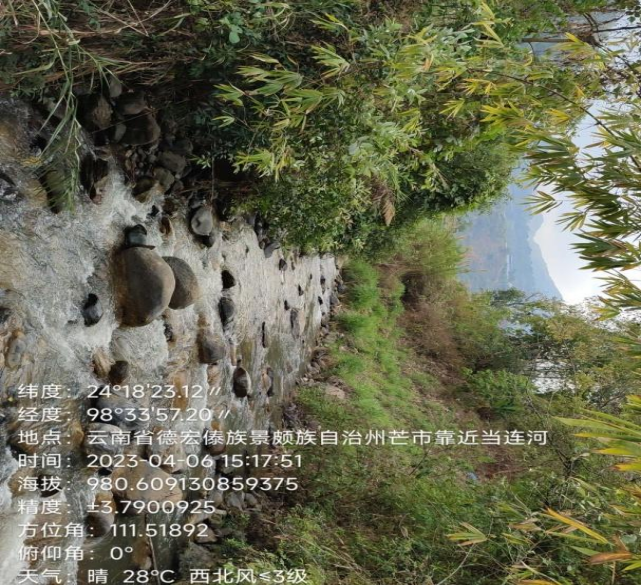 纬度: 24°18'23.12〃
经度: 98°33'57.20〃
地点: 云南省德宏傣族景颇族自治州芒市靠近当连河
时间: 2023-04-06 15:17:51
海拔: 980.609130859375
精度: ±3.7900925
方位角: 111.51892
俯仰角: 0°
天气: 晴 28°C 西北风≤3级